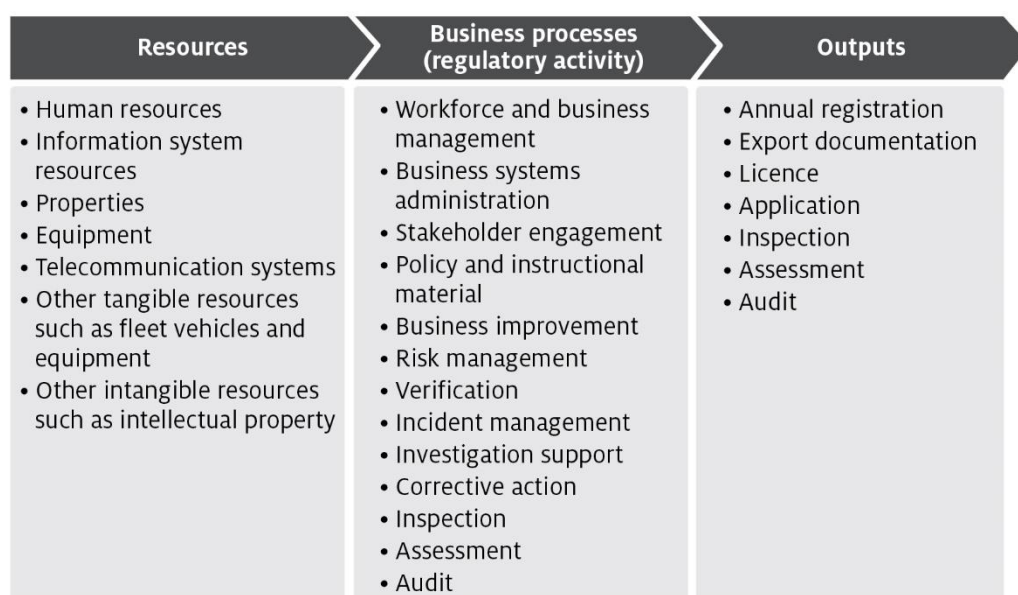 Resources
• Human resources
• Information system
resources
• Properties
• Equipment
• Telecommunication systems
• Other tangible resources
such as fleet vehicles and
equipment
• Other intangible resources
such as intellectual property
Business processes
(regulatory activity)
• Workforce and business
management
• Business systems
administration
• Stakeholder engagement
• Policy and instructional
material
• Business improvement
• Risk management
• Verification
• Incident management
• Investigation support
• Corrective action
• Inspection
• Assessment
• Audit
Outputs
• Annual registration
• Export documentation
• Licence
• Application
• Inspection
• Assessment
• Audit